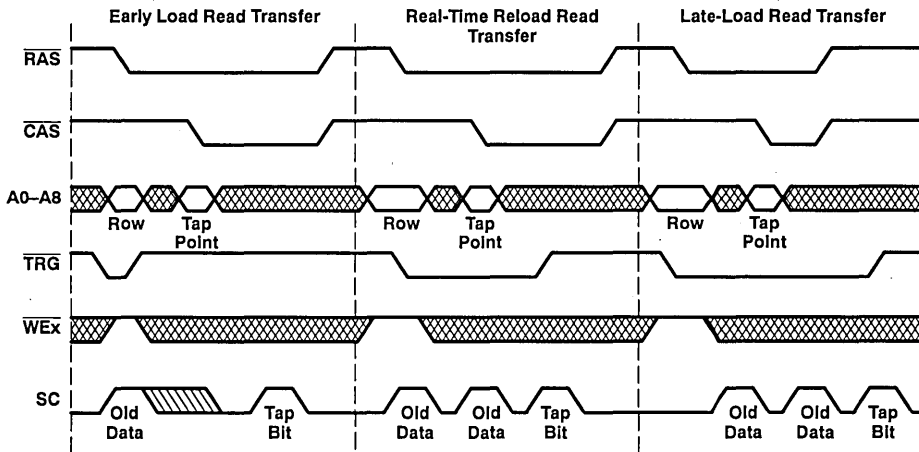 Early Load Read Transfer
Real-Time Reload Read
Transfer
Late-Load Read Transfer
RAS
CAS
A0–A8
Row
Tap
Point
Row
Tap
Point
Row
Tap
Point
TRG
WEx
SC
Old
Data
Tap
Bit
Old
Data
Old
Data
Tap
Bit
Old
Data
Old
Data
Tap
Bit